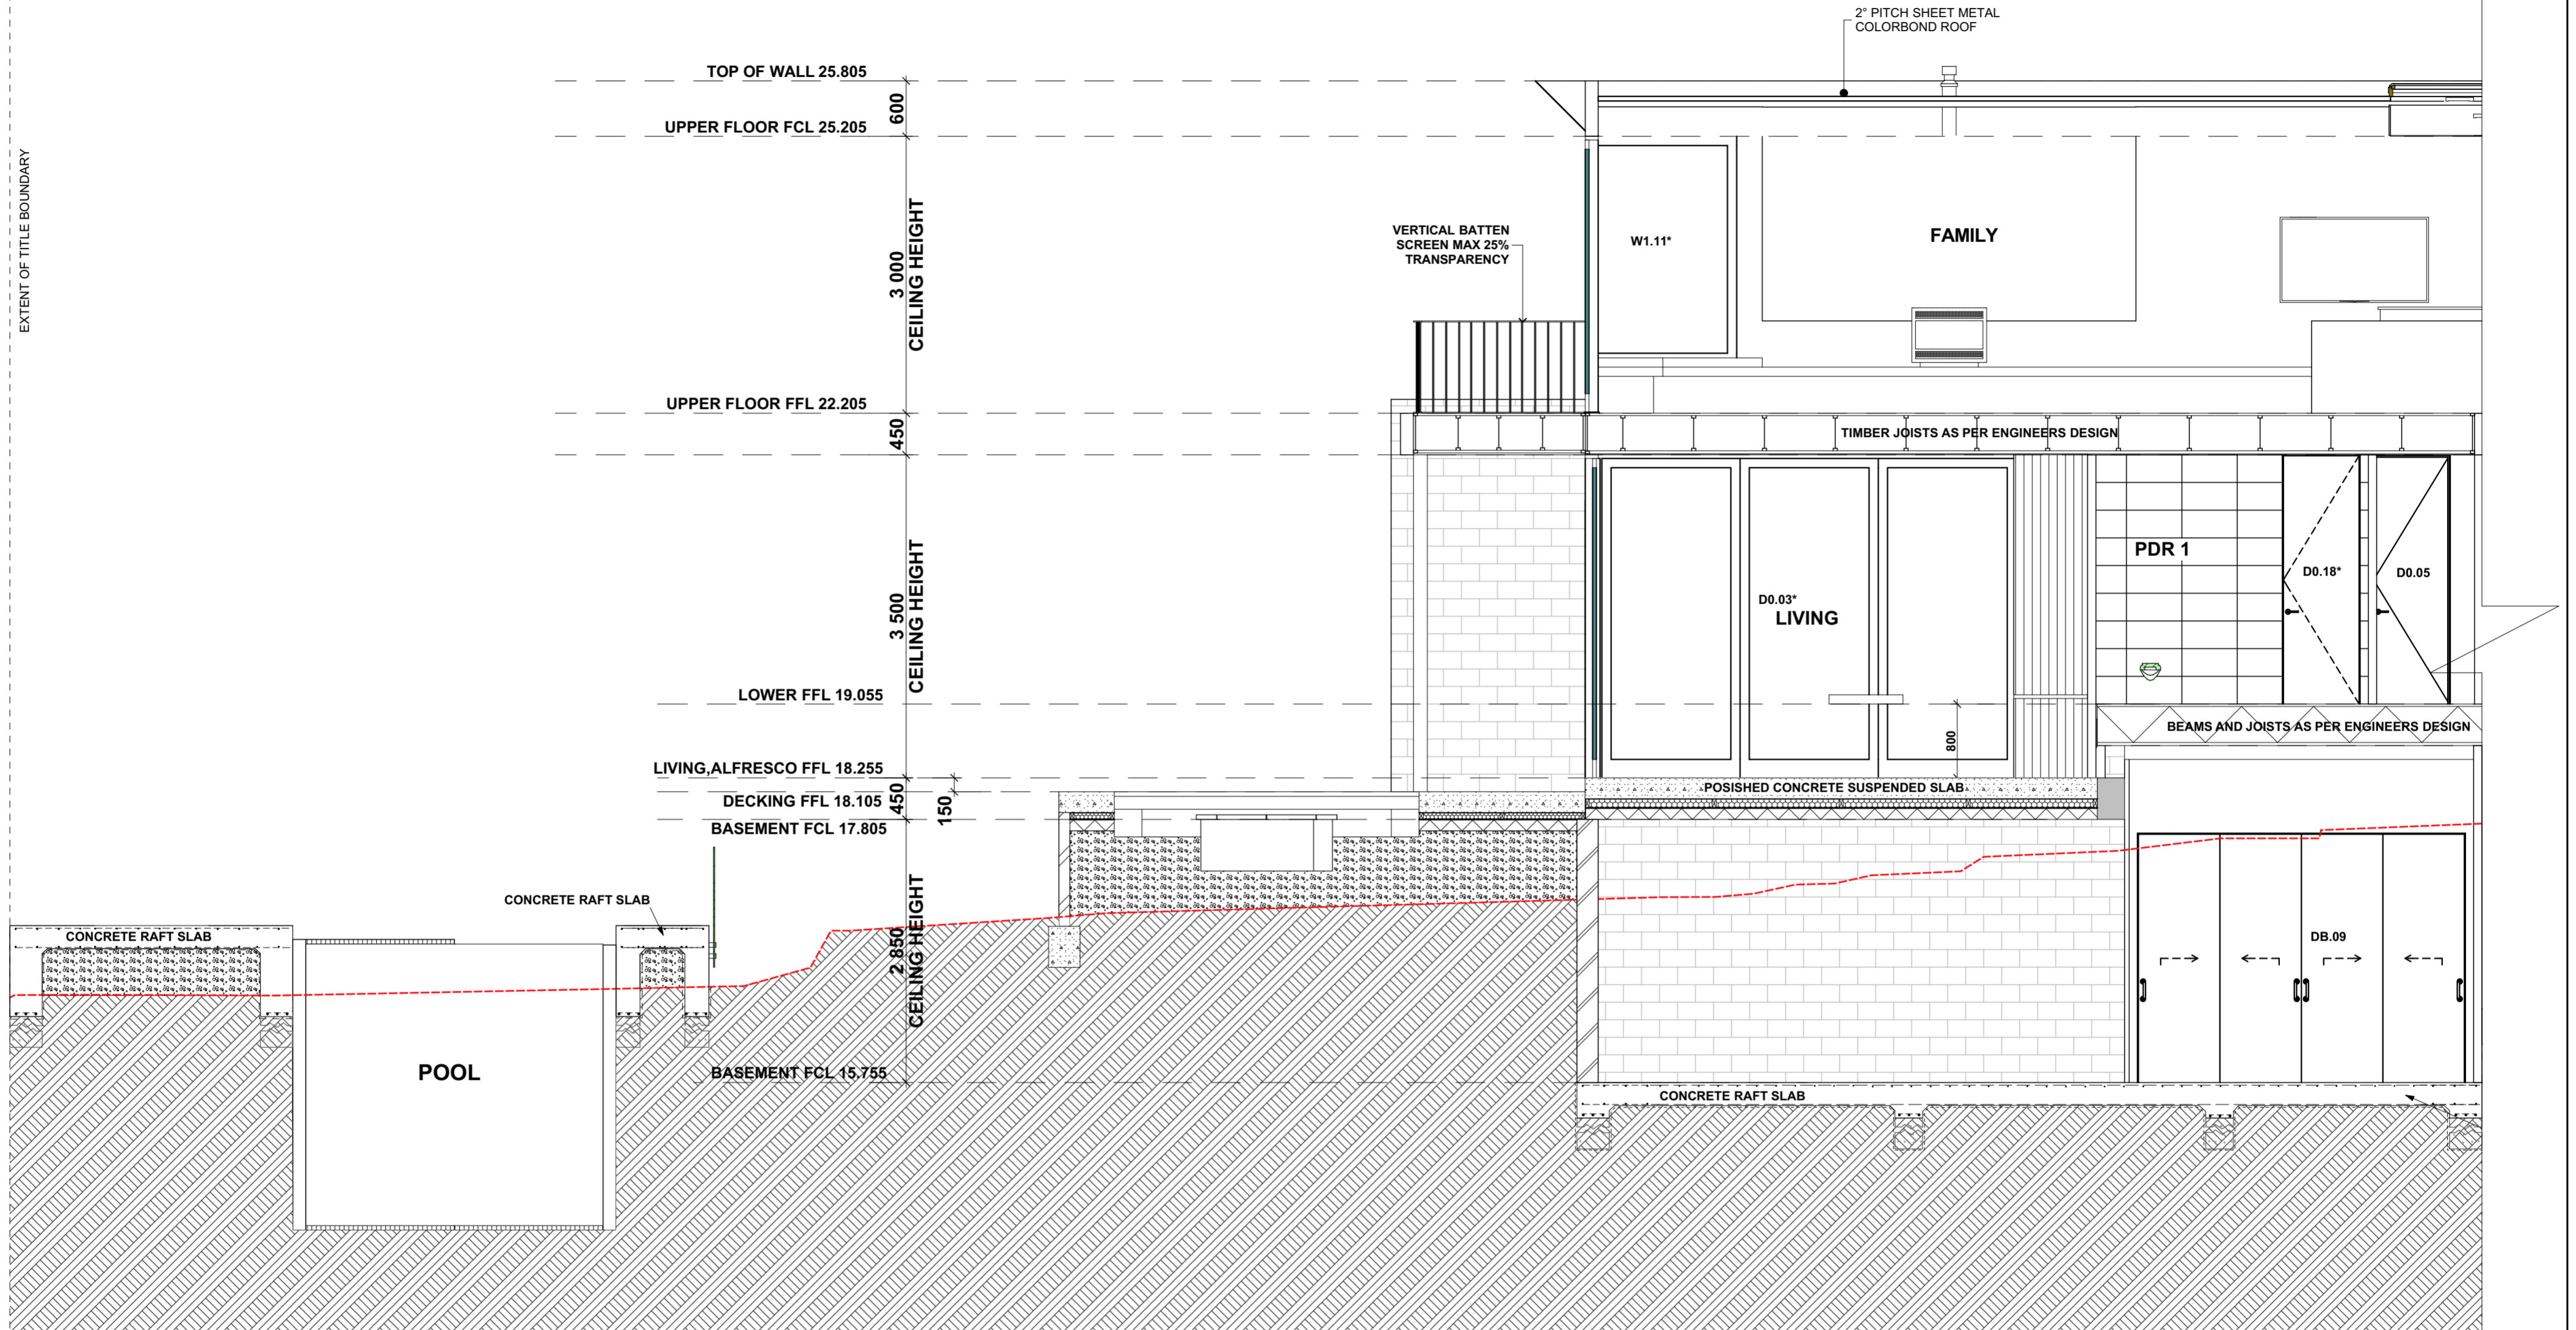 2° PITCH SHEET METAL
COLORBOND ROOF
TOP OF WALL 25.805
600
UPPER FLOOR FCL 25.205
EXTENT OF TITLE BOUNDARY
3 000
CEILING HEIGHT
VERTICAL BATTEN
SCREEN MAX 25%
TRANSPARENCY
W1.11*
FAMILY
UPPER FLOOR FFL 22.205
450
TIMBER JOISTS AS PER ENGINEERS DESIGN
3 500
CEILING HEIGHT
PDR 1
D0.18*
D0.05
D0.03*
LIVING
LOWER FFL 19.055
800
BEAMS AND JOISTS AS PER ENGINEERS DESIGN
LIVING,ALFRESCO FFL 18.255
450
150
POSISHED CONCRETE SUSPENDED SLAB
DECKING FFL 18.105
BASEMENT FCL 17.805
CONCRETE RAFT SLAB
CONCRETE RAFT SLAB
2 850
CEILING HEIGHT
DB.09
POOL
BASEMENT FCL 15.755
CONCRETE RAFT SLAB